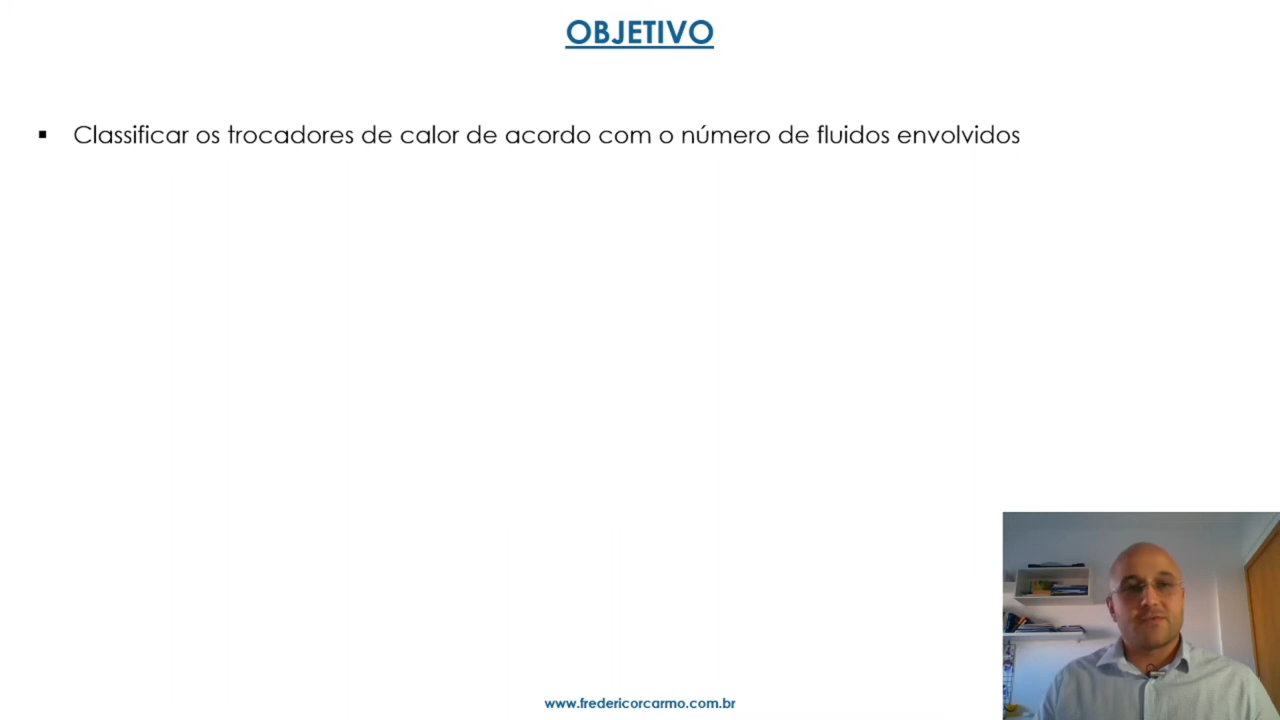 OBJETIVO
▪ Classificar os trocadores de calor de acordo com o número de fluidos envolvidos
www.fredericorcarmo.com.br